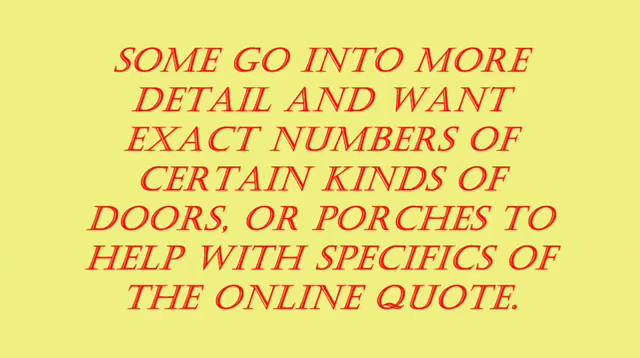 SOME GO INTO MORE
DETAIL AND WANT
EXACT NUMBERS OF
CERTAIN KINDS OF
DOORS, OR PORCHES TO
HELP WITH SPECIFICS OF
THE ONLINE QUOTE.